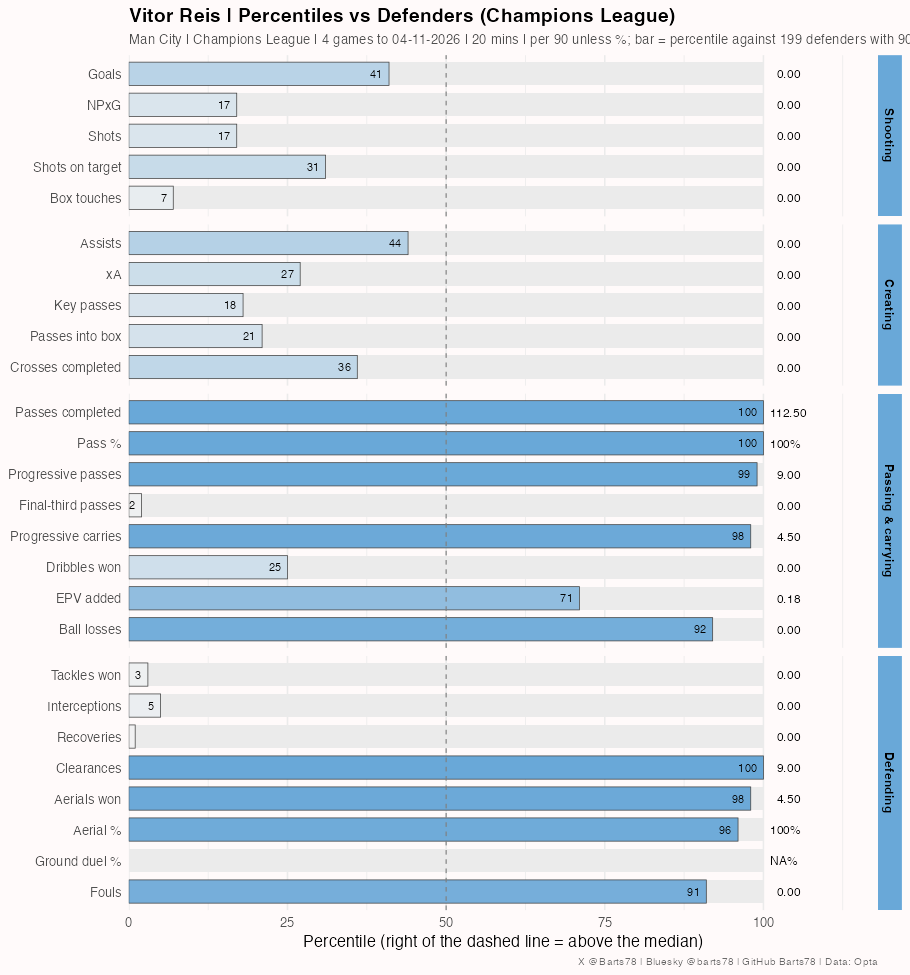 Vitor Reis | Percentiles vs Defenders (Champions League)
Man City | Champions League | 4 games to 04-11-2026 | 20 mins | per 90 unless %; bar = percentile against 199 defenders with 90
Goals 41 0.00
NPxG 17 0.00
Shots 17 0.00
Shots on target 31 0.00
Box touches 7 0.00
Shooting
Assists 44 0.00
xA 27 0.00
Key passes 18 0.00
Passes into box 21 0.00
Crosses completed 36 0.00
Creating
Passes completed 100 112.50
Pass % 100 100%
Progressive passes 99 9.00
Final-third passes 2 0.00
Progressive carries 98 4.50
Dribbles won 25 0.00
EPV added 71 0.18
Ball losses 92 0.00
Passing & carrying
Tackles won 3 0.00
Interceptions 5 0.00
Recoveries 0.00
Clearances 100 9.00
Aerials won 98 4.50
Aerial % 96 100%
Ground duel % NA%
Fouls 91 0.00
Defending
0 25 50 75 100
Percentile (right of the dashed line = above the median)
X @Barts78 | Bluesky @barts78 | GitHub Barts78 | Data: Opta